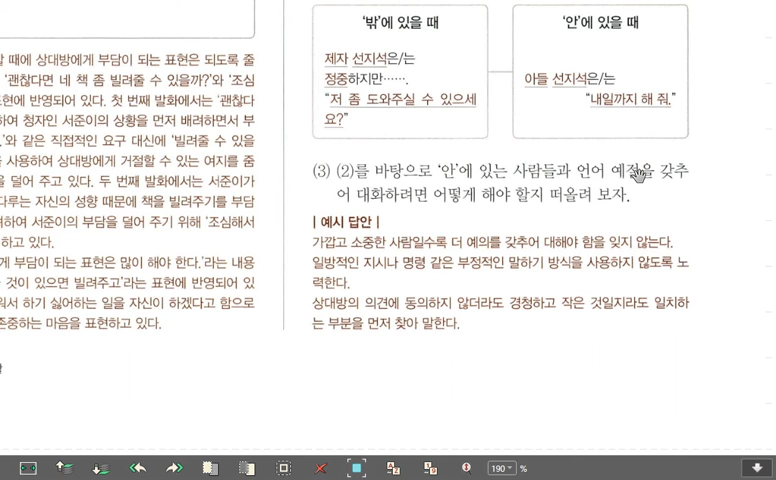 할 때에 상대방에게 부담이 되는 표현은 되도록 줄
'괜찮다면 네 책 좀 빌려줄 수 있을까?'와 '조심
표현에 반영되어 있다. 첫 번째 발화에서는 '괜찮다
하여 청자인 서준이의 상황을 먼저 배려하면서 부
.'와 같은 직접적인 요구 대신에 '빌려줄 수 있을
을 사용하여 상대방에게 거절할 수 있는 여지를 줌
을 덜어 주고 있다. 두 번째 발화에서는 서준이가
다루는 자신의 성향 때문에 책을 빌려주기를 부담
려하여 서준이의 부담을 덜어 주기 위해 '조심해서
하고 있다.
게 부담이 되는 표현은 많이 해야 한다.'라는 내용
것이 있으면 빌려주고'라는 표현에 반영되어 있
워서 하기 싫어하는 일을 자신이 하겠다고 함으로
존중하는 마음을 표현하고 있다.
'밖'에 있을 때
제자 선지석은/는
정중하지만…….
"저 좀 도와주실 수 있으세
요?"
'안'에 있을 때
아들 선지석은/는
"내일까지 해 줘."
(3) (2)를 바탕으로 '안'에 있는 사람들과 언어 예절을 갖추
어 대화하려면 어떻게 해야 할지 떠올려 보자.
| 예시 답안 |
가깝고 소중한 사람일수록 더 예의를 갖추어 대해야 함을 잊지 않는다.
일방적인 지시나 명령 같은 부정적인 말하기 방식을 사용하지 않도록 노
력한다.
상대방의 의견에 동의하지 않더라도 경청하고 작은 것일지라도 일치하
는 부분을 먼저 찾아 말한다.
190 %